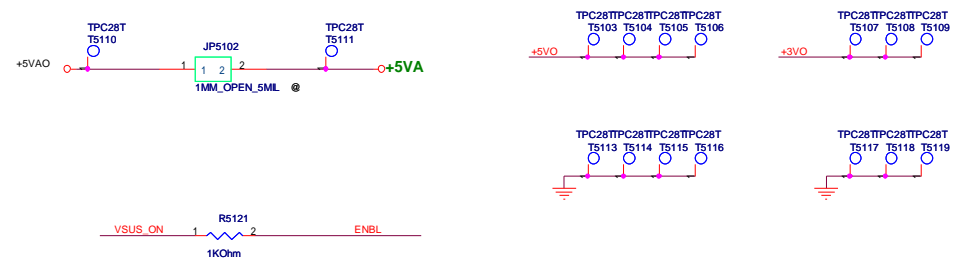 TPC28T
T5110
JP5102
TPC28T
T5111
+5VAO
1
1 2
2
+5VA
1MM_OPEN_5MIL @
TPC28TTPC28TTPC28TTPC28T
T5103 T5104 T5105 T5106
+5VO
TPC28TTPC28TTPC28T
T5107 T5108 T5109
+3VO
TPC28TTPC28TTPC28TTPC28T
T5113 T5114 T5115 T5116
TPC28TTPC28TTPC28T
T5117 T5118 T5119
R5121
VSUS_ON
1
2
ENBL
1KOhm